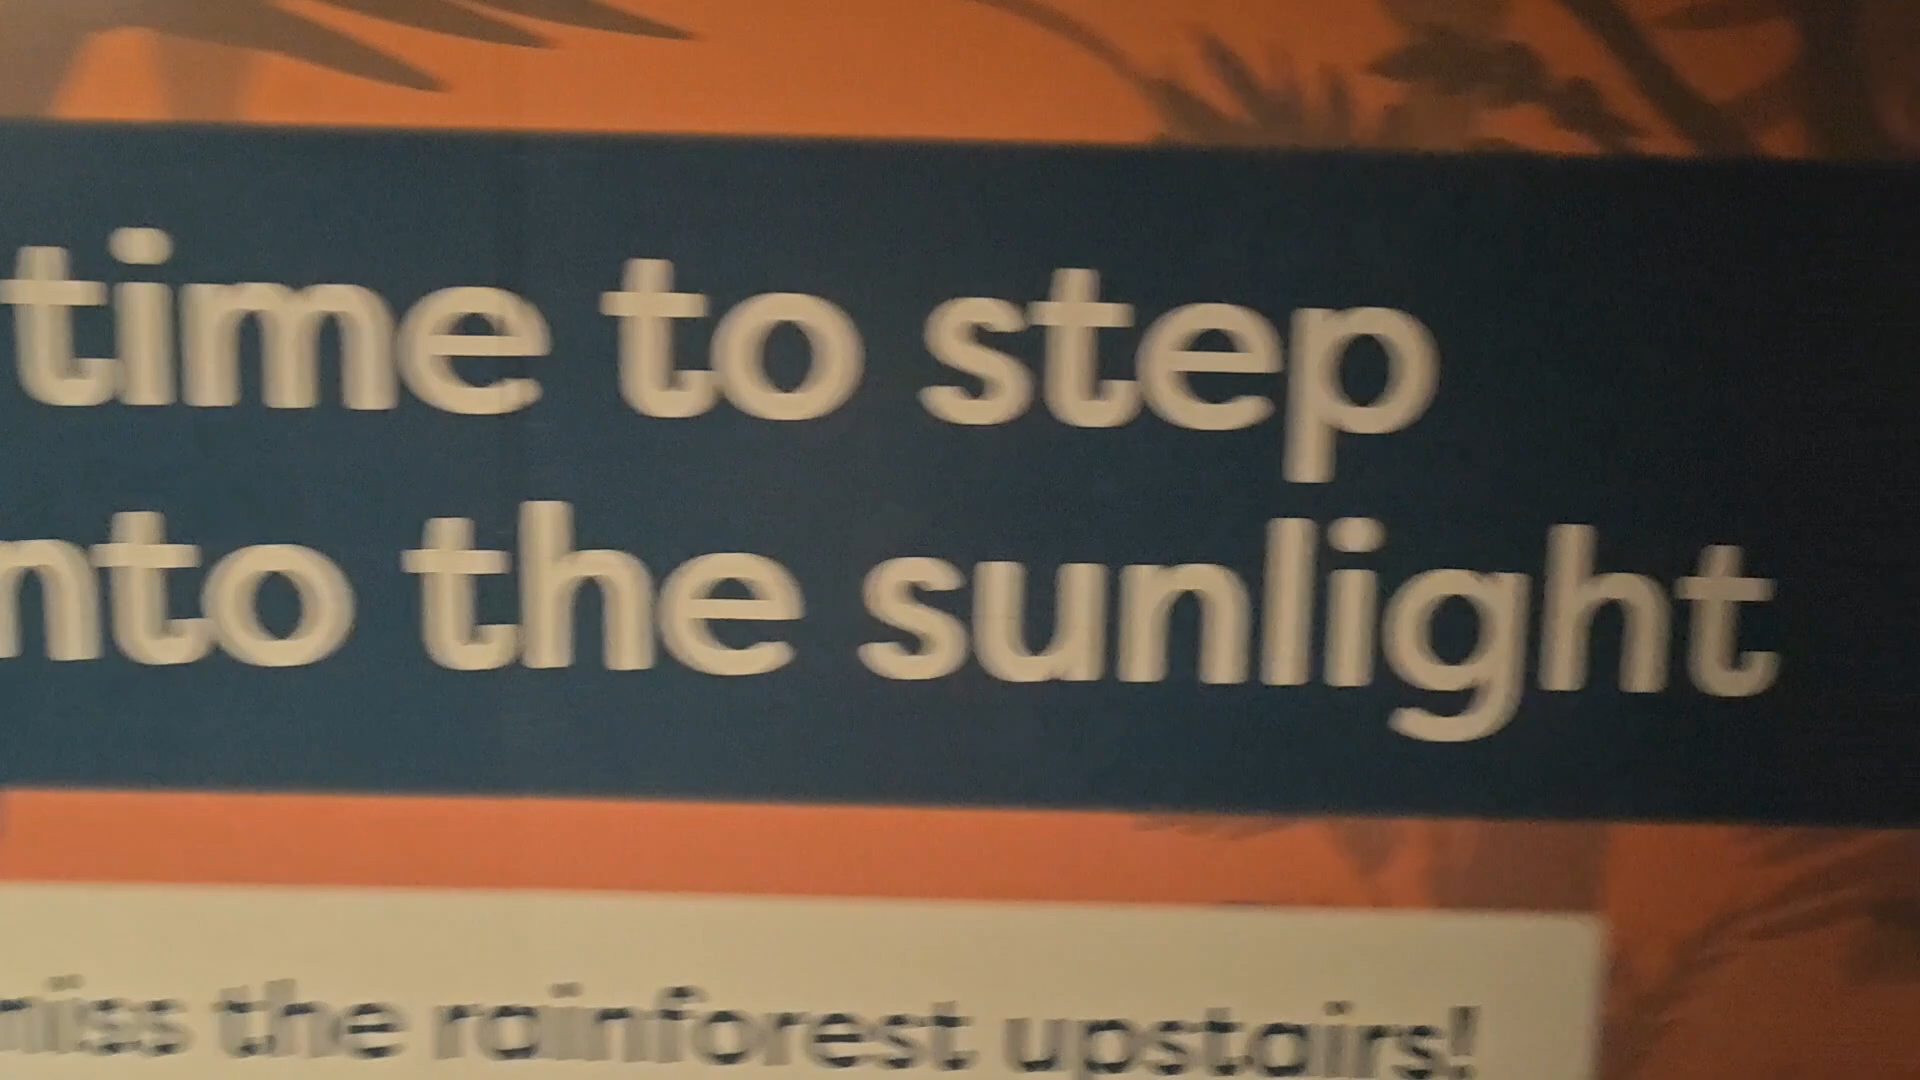 time to step
nto the sunlight
miss the rainforest upstairs!